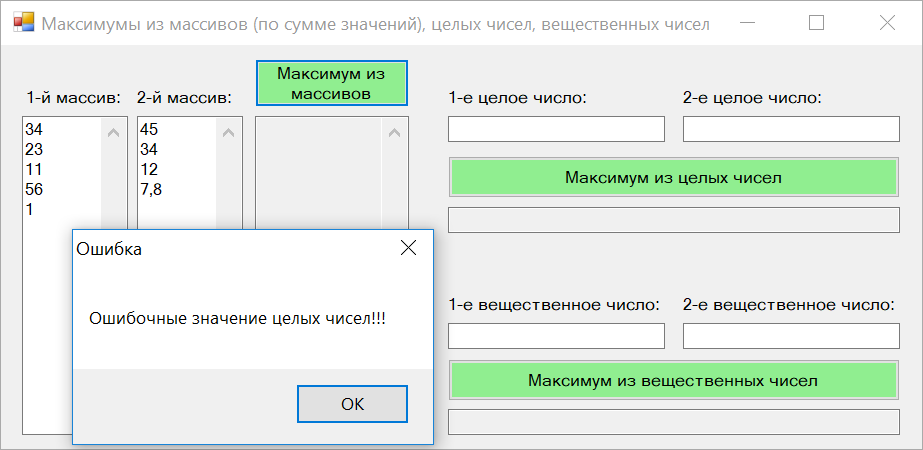 Максимумы из массивов (по сумме значений), целых чисел, вещественных чисел
Максимум из
массивов
1-й массив:
2-й массив:
34
23
11
56
1
45
34
12
7,8
1-е целое число:
2-е целое число:
Максимум из целых чисел
1-е вещественное число:
2-е вещественное число:
Максимум из вещественных чисел
Ошибка
Ошибочные значение целых чисел!!!
OK